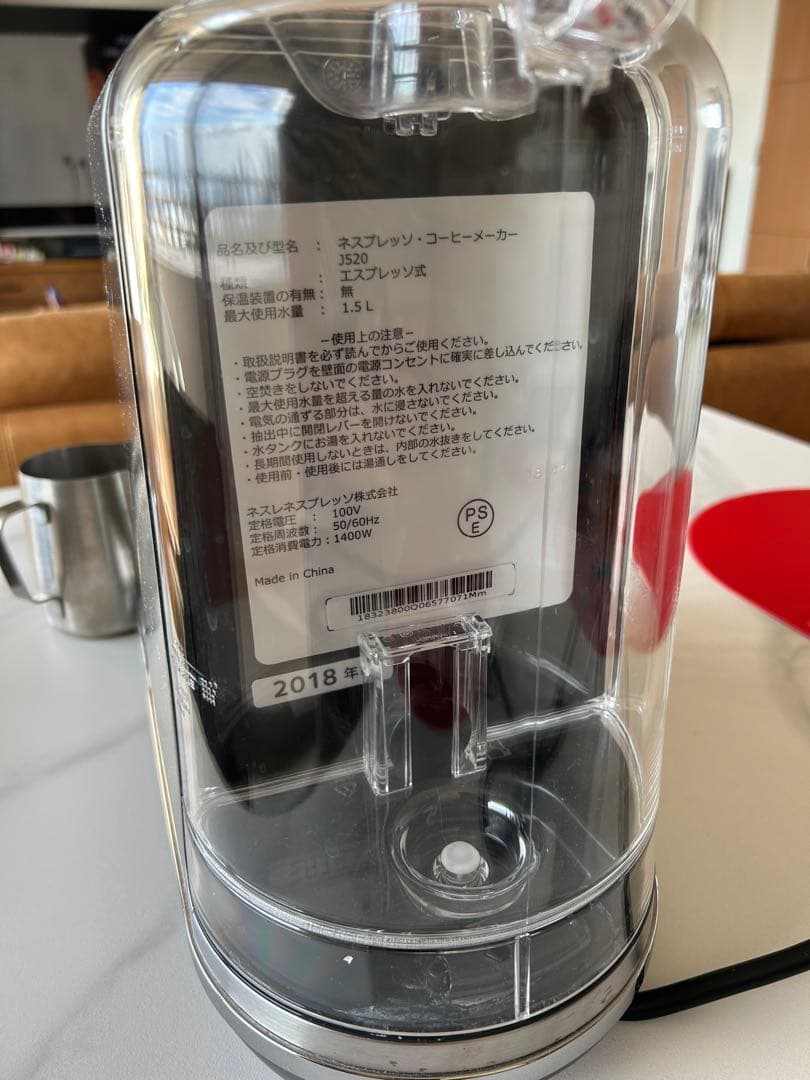 品名及び型名 : ネスプレッソ・コーヒーメーカー
J520
種類 : エスプレッソ式
保温装置の有無 : 無
最大使用水量 : 1.5 L
−使用上の注意−
・取扱説明書を必ず読んでからご使用ください。
・電源プラグを壁面の電源コンセントに確実に差し込んでください。
・空焚きをしないでください。
・最大使用水量を超える量の水を入れないでください。
・電気の通ずる部分は、水に浸さないでください。
・抽出中に開閉レバーを開けないでください。
・水タンクにお湯を入れないでください。
・長期間使用しないときは、内部の水抜きをしてください。
・使用前・使用後には湯通しをしてください。
ネスレネスプレッソ株式会社
定格電圧 : 100V
定格周波数 : 50/60Hz
定格消費電力 : 1400W
PS
E
Made in China
18323800Q06577071Mm
2018 年